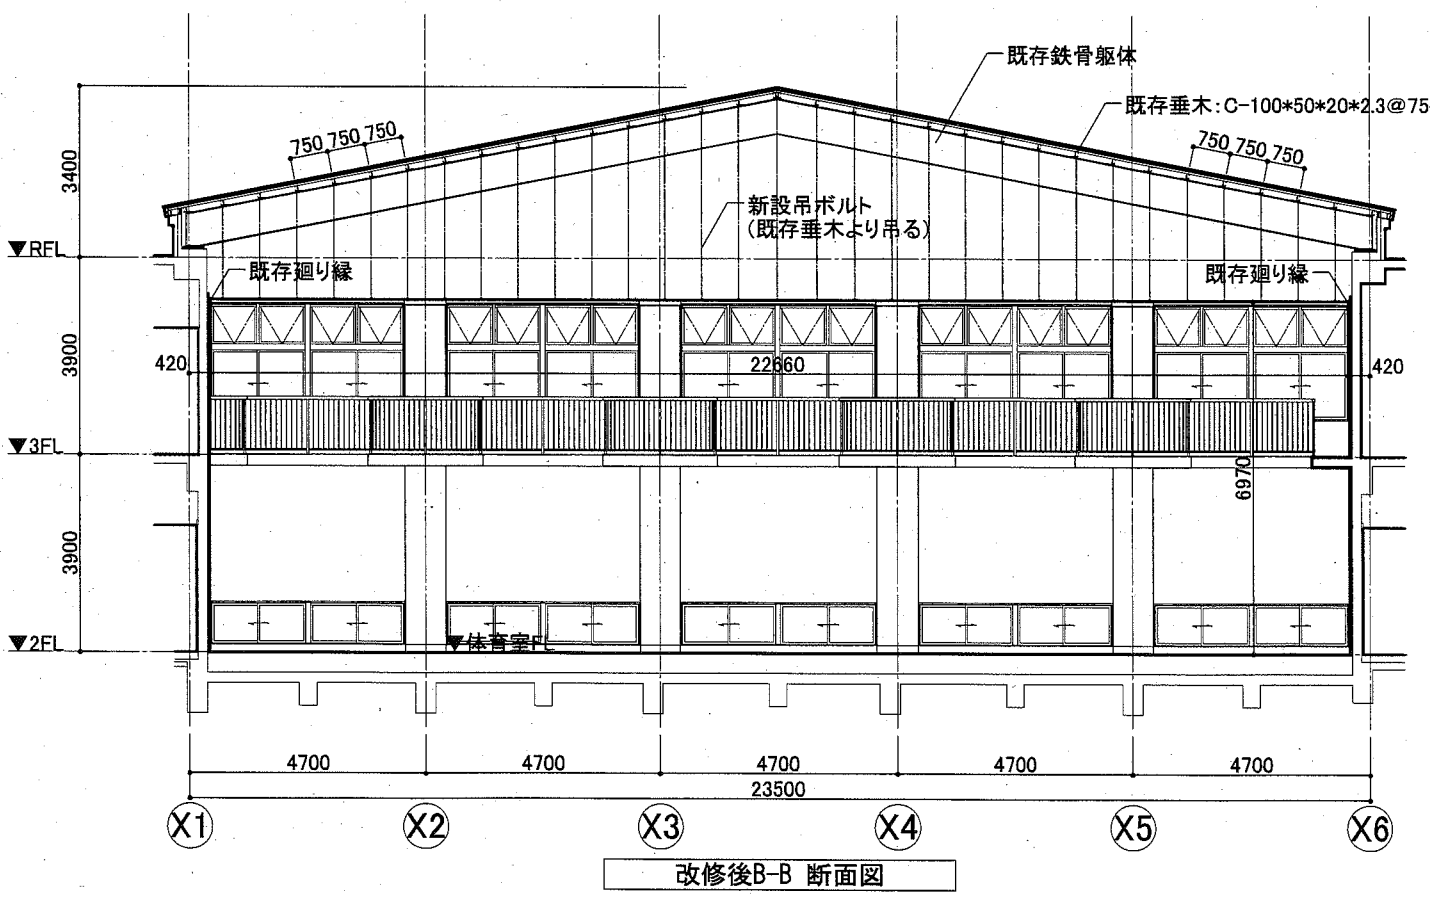 既存鉄骨躯体
既存垂木:C-100*50*20*2.3@75
750 750 750
750 750 750
3400
新設吊ボルト
(既存垂木より吊る)
▼RFL
既存廻り縁
既存廻り縁
3900
420
22660
420
▼3FL
6970
3900
▼2FL
▼体育室FL
4700 4700 4700 4700 4700
23500
X1 X2 X3 X4 X5 X6
改修後B-B 断面図